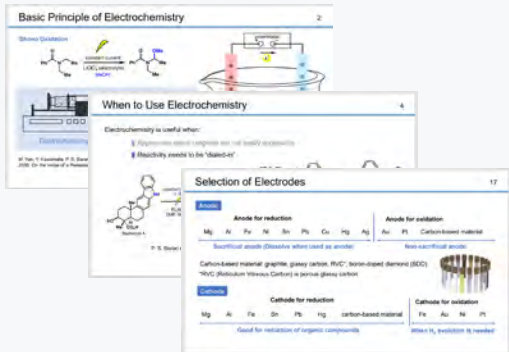 Basic Principle of Electrochemistry 2
Shono Oxidation
constant current
When to Use Electrochemistry 4
Electrochemistry is useful when:
Reactivity needs to be "dialed-in"
Selection of Electrodes 17
Anode
Anode for reduction Anode for oxidation
Mg Al Fe Ni Sn Pb Cu Hg Ag Au Pt Carbon-based material
Sacrificial anode (Dissolve when used as anode) Non-sacrificial anode
Carbon-based material: graphite, glassy carbon, RVC*, boron-doped diamond (BDD)
*RVC (Reticulum Vitreous Carbon) is porous glassy carbon
Cathode
Cathode for reduction Cathode for oxidation
Mg Al Fe Sn Pb Hg carbon-based material Fe Au Ni Pt
Good for reduction of organic compounds When H₂ evolution is needed